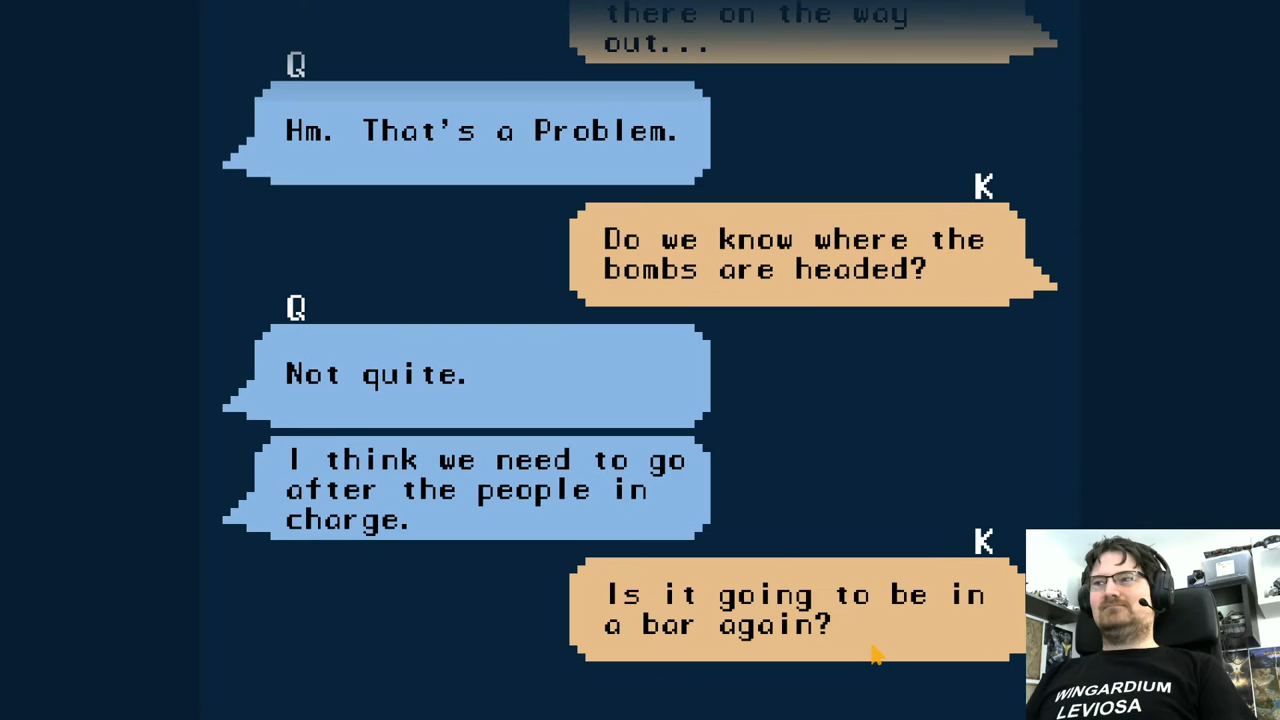 there on the way
out...
Q
Hm. That's a Problem.
K
Do we know where the
bombs are headed?
Q
Not quite.
I think we need to go
after the people in
charge.
K
Is it going to be in
a bar again?
WINGARDIUM
LEVIOSA